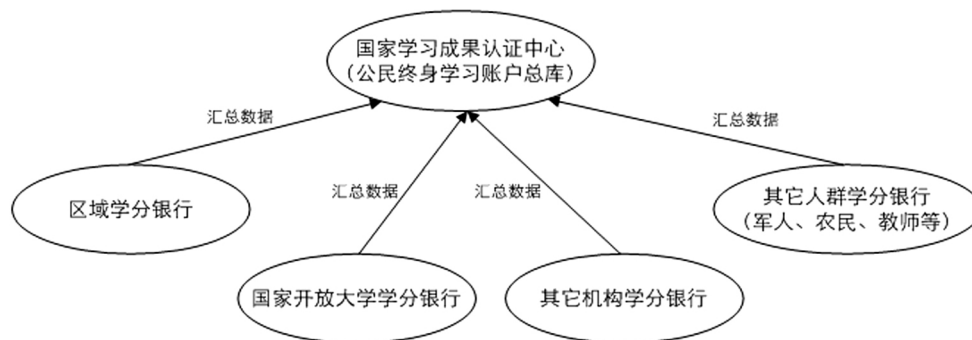 国家学习成果认证中心
（公民终身学习账户总库）
汇总数据
汇总数据
汇总数据
汇总数据
区域学分银行
其它人群学分银行
（军人、农民、教师等）
国家开放大学学分银行
其它机构学分银行